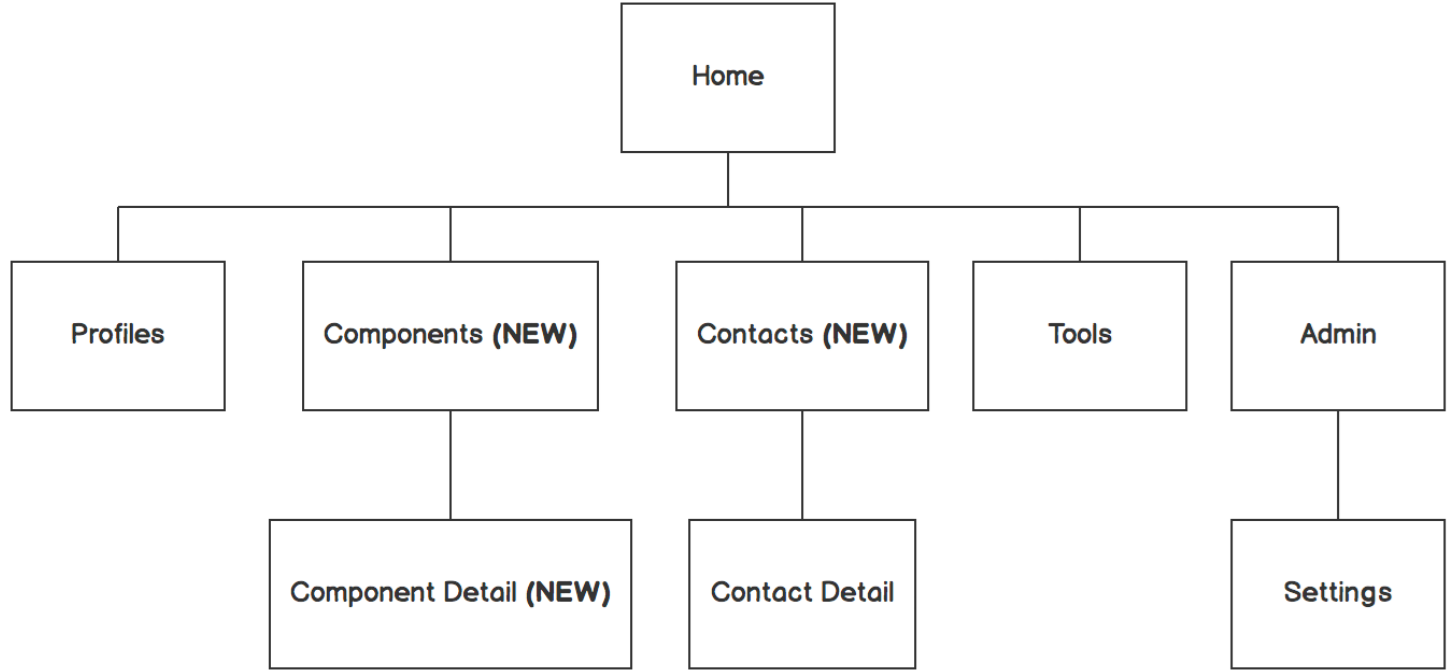 Home
Profiles
Components (NEW)
Contacts (NEW)
Tools
Admin
Component Detail (NEW)
Contact Detail
Settings